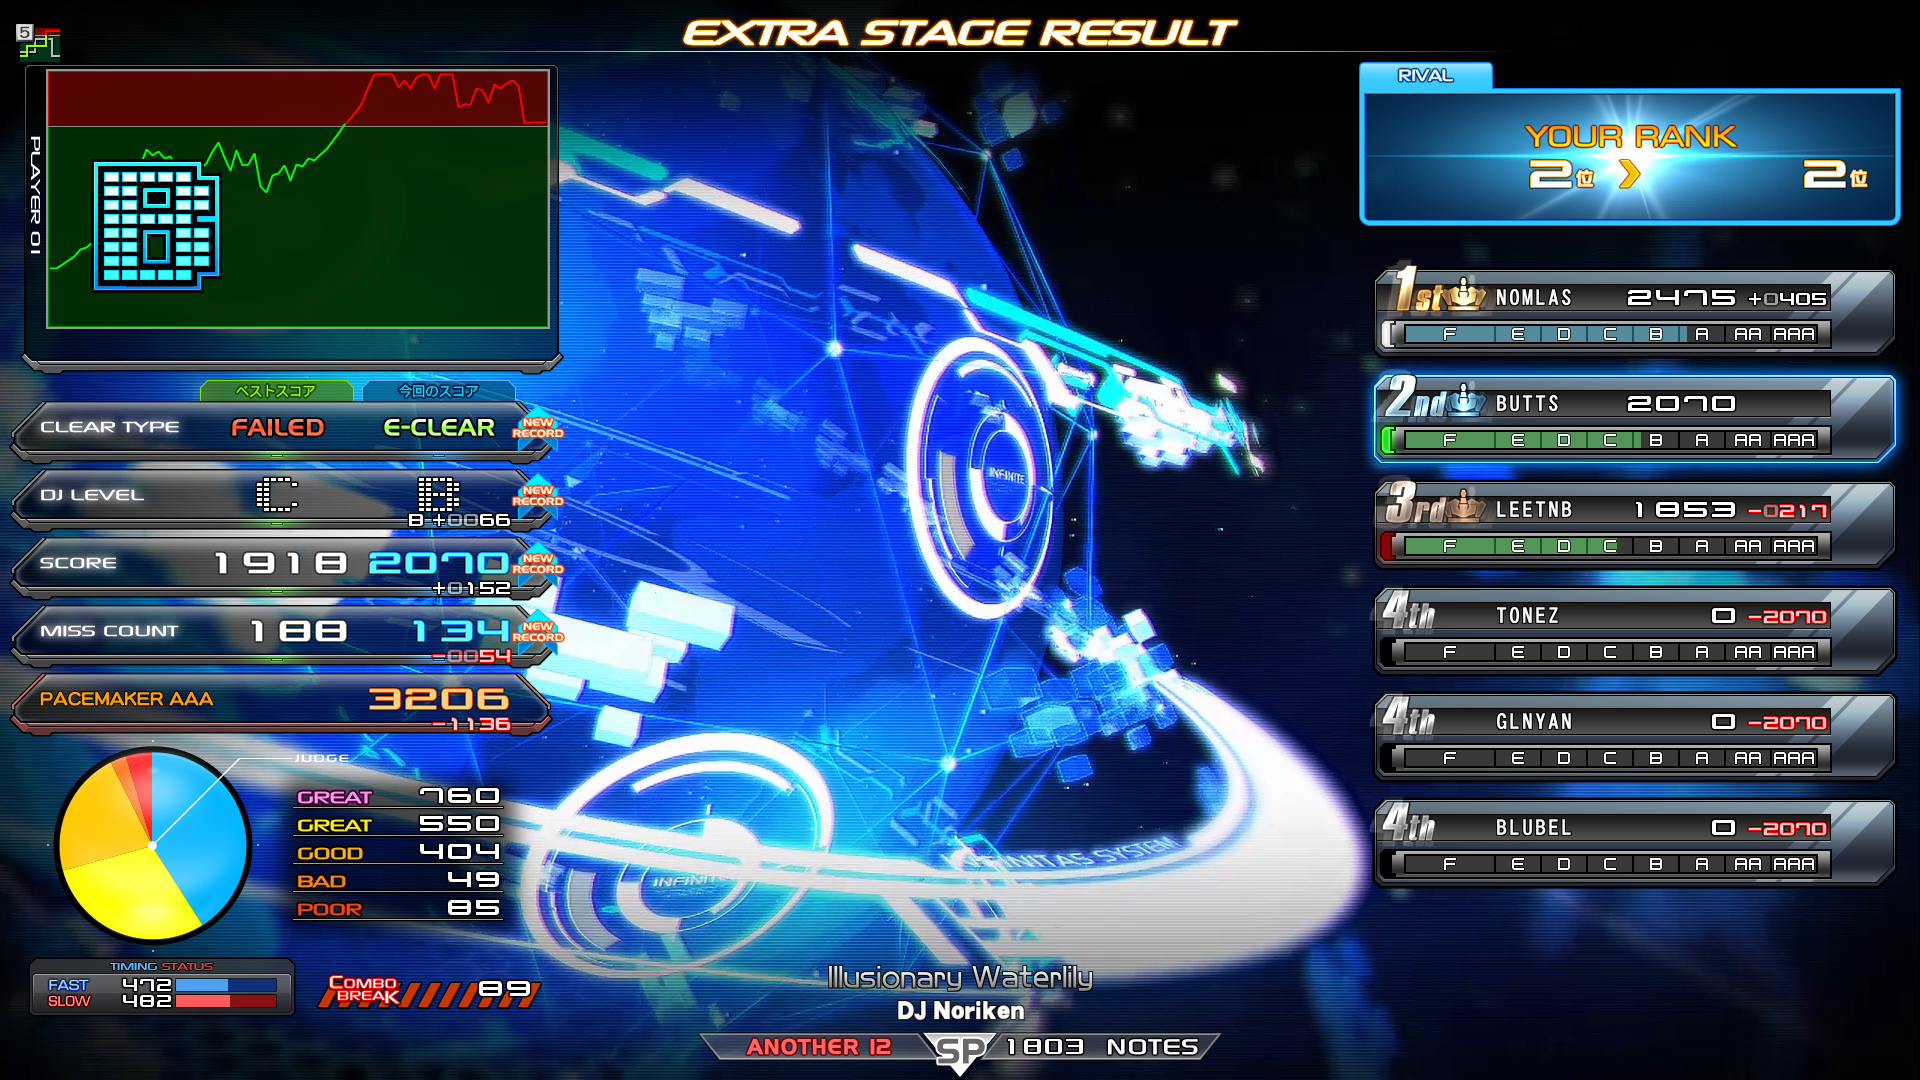 EXTRA STAGE RESULT
5
PLAYER 01
B
ベストスコア 今回のスコア
CLEAR TYPE FAILED E-CLEAR NEW RECORD
DJ LEVEL C B NEW RECORD
B +0066
SCORE 1918 2070 NEW RECORD
+0152
MISS COUNT 188 134 NEW RECORD
-0054
PACEMAKER AAA 3206
-1136
JUDGE
GREAT 760
GREAT 550
GOOD 404
BAD 49
POOR 85
TIMING STATUS
FAST 472
SLOW 482
COMBO BREAK 89
RIVAL
YOUR RANK
2位 2位
1st NOMLAS 2475 +0405
F E D C B A AA AAA
2nd BUTTS 2070
F E D C B A AA AAA
3rd LEETNB 1853 -0217
F E D C B A AA AAA
4th TONEZ 0 -2070
F E D C B A AA AAA
4th GLNYAN 0 -2070
F E D C B A AA AAA
4th BLUBEL 0 -2070
F E D C B A AA AAA
INFINITE
INFINITAS SYSTEM
INFINITE
Illusionary Waterlily
DJ Noriken
ANOTHER 12 SP 1803 NOTES